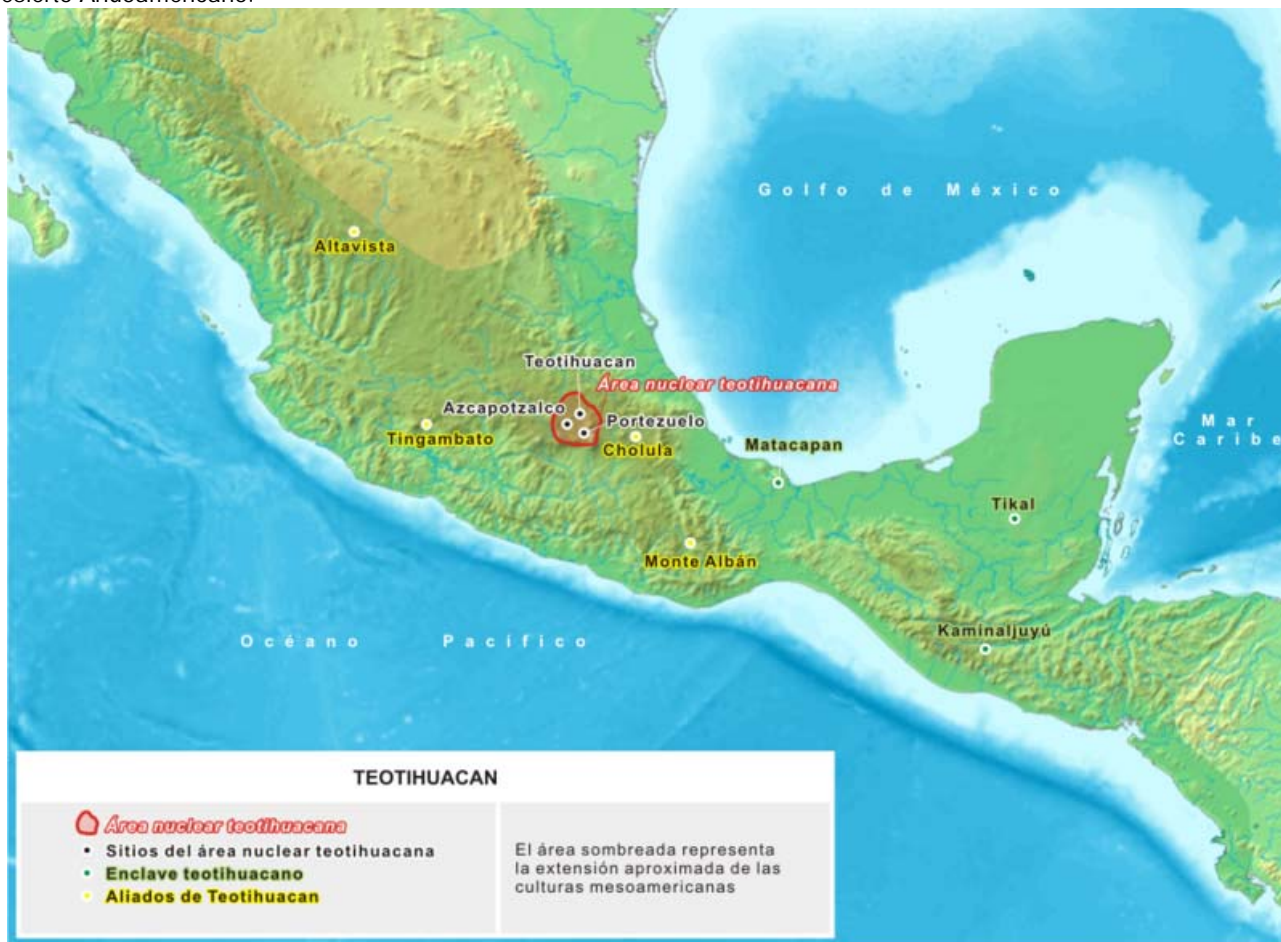 Golfo de México
Altavista
Teotihuacan
Área nuclear teotihuacana
Azcapotzalco
Portezuelo
Mar
Caribe
Tingambato
Cholula
Matacapan
Tikal
Monte Albán
Kaminaljuyú
Océano Pacífico
TEOTIHUACAN
Área nuclear teotihuacana
Sitios del área nuclear teotihuacana
Enclave teotihuacano
Aliados de Teotihuacan
El área sombreada representa
la extensión aproximada de las
culturas mesoamericanas